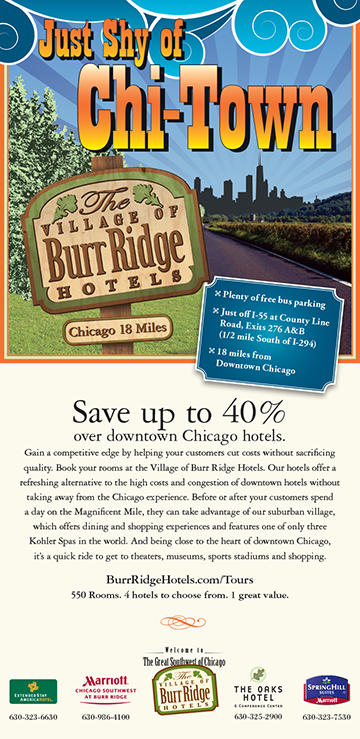 Just Shy of
Chi-Town
The
VILLAGE OF
Burr Ridge
HOTELS
Chicago 18 Miles
Plenty of free bus parking
Just off I-55 at County Line
Road, Exits 276 A&B
(1/2 mile South of I-294)
18 miles from
Downtown Chicago
Save up to 40%
over downtown Chicago hotels.
Gain a competitive edge by helping your customers cut costs without sacrificing
quality. Book your rooms at the Village of Burr Ridge Hotels. Our hotels offer a
refreshing alternative to the high costs and congestion of downtown hotels without
taking away from the Chicago experience. Before or after your customers spend
a day on the Magnificent Mile, they can take advantage of our suburban village,
which offers dining and shopping experiences and features one of only three
Kohler Spas in the world. And being close to the heart of downtown Chicago,
it's a quick ride to get to theaters, museums, sports stadiums and shopping.
BurrRidgeHotels.com/Tours
550 Rooms. 4 hotels to choose from. 1 great value.
Welcome to
The Great Southwest of Chicago
EXTENDED STAY
AMERICA HOTEL
630-323-6630
Marriott
CHICAGO SOUTHWEST
AT BURR RIDGE
630-986-4100
The
VILLAGE OF
Burr Ridge
HOTELS
THE OAKS
HOTEL
& CONFERENCE CENTER
630-325-2900
SPRINGHILL
SUITES
Marriott
630-323-7530